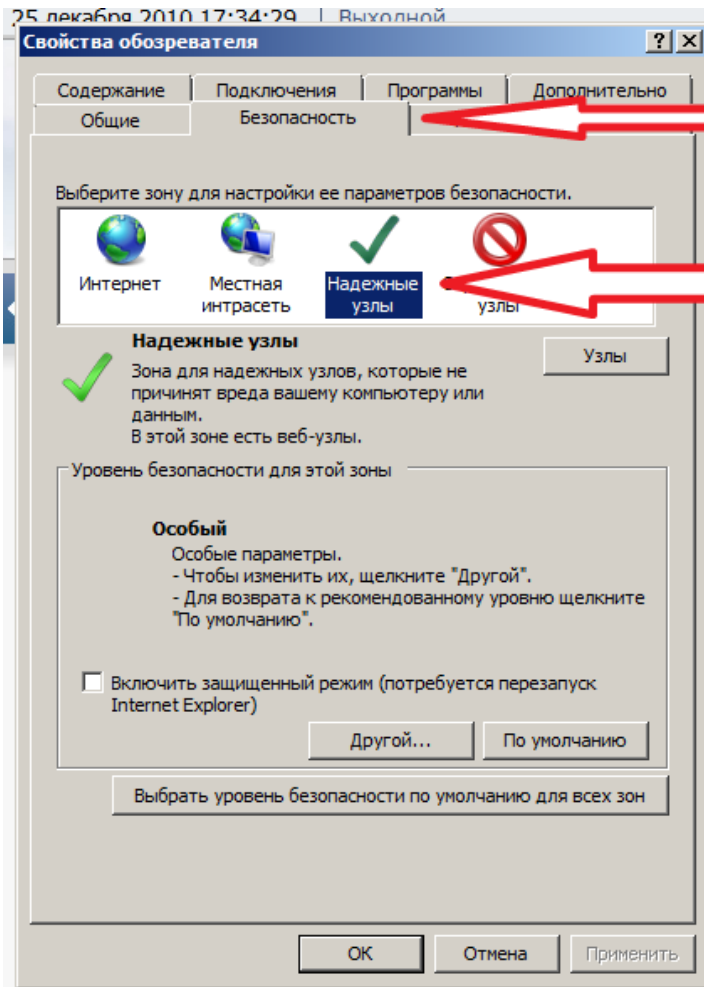 25 декабря 2010 17:34:29 | Выходной
Свойства обозревателя
Содержание Подключения Программы Дополнительно
Общие Безопасность
Выберите зону для настройки ее параметров безопасности.
Интернет Местная Надежные
интрасеть узлы узлы
Надежные узлы
Узлы
Зона для надежных узлов, которые не
причинят вреда вашему компьютеру или
данным.
В этой зоне есть веб-узлы.
Уровень безопасности для этой зоны
Особый
Особые параметры.
- Чтобы изменить их, щелкните "Другой".
- Для возврата к рекомендованному уровню щелкните
"По умолчанию".
Включить защищенный режим (потребуется перезапуск
Internet Explorer)
Другой... По умолчанию
Выбрать уровень безопасности по умолчанию для всех зон
OK Отмена Применить